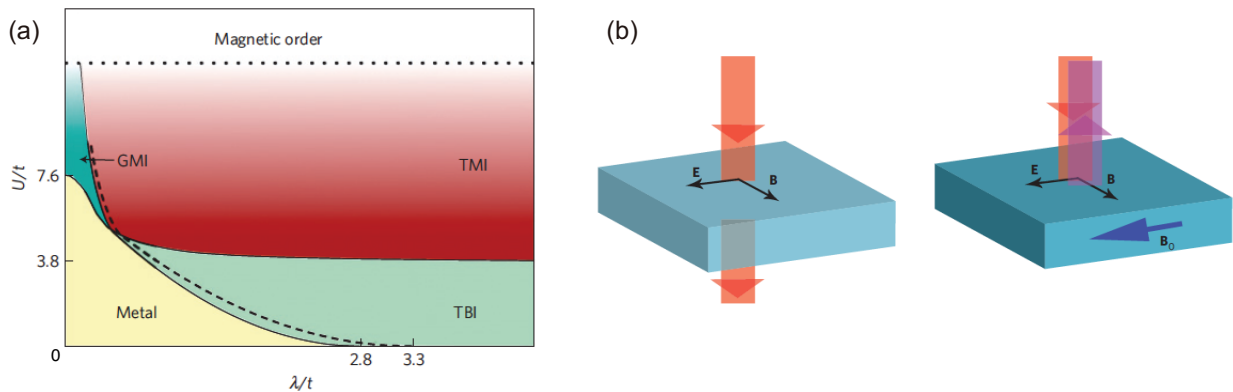 (a)
Magnetic order
GMI
TMI
7.6
U/t
3.8
Metal
TBI
0
2.8
3.3
λ/t
(b)
E
B
E
B
B0